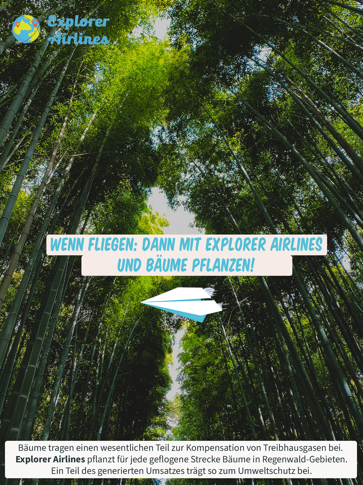 Explorer
Airlines
WENN FLIEGEN: DANN MIT EXPLORER AIRLINES
UND BÄUME PFLANZEN!
Bäume tragen einen wesentlichen Teil zur Kompensation von Treibhausgasen bei.
Explorer Airlines pflanzt für jede geflogene Strecke Bäume in Regenwald-Gebieten.
Ein Teil des generierten Umsatzes trägt so zum Umweltschutz bei.